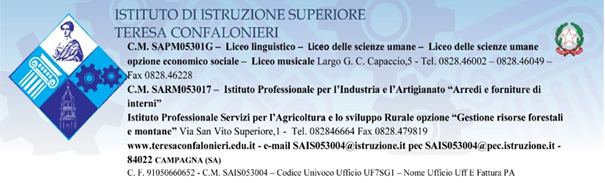 ISTITUTO DI ISTRUZIONE SUPERIORE
TERESA CONFALONIERI
C.M. SAPM05301G – Liceo linguistico – Liceo delle scienze umane – Liceo delle scienze umane
opzione economico sociale – Liceo musicale Largo G. C. Capaccio,5 - Tel. 0828.46002 – 0828.46049 –
Fax 0828.46228
C.M. SARM053017 – Istituto Professionale per l'Industria e l'Artigianato "Arredi e forniture di
interni"
Istituto Professionale Servizi per l'Agricoltura e lo sviluppo Rurale opzione "Gestione risorse forestali
e montane" Via San Vito Superiore,1 - Tel. 082846664 Fax 0828.479819
www.teresaconfalonieri.edu.it - e-mail SAIS053004@istruzione.it pec SAIS053004@pec.istruzione.it -
84022 CAMPAGNA (SA)
C. F. 91050660652 - C.M. SAIS053004 – Codice Univoco Ufficio UF7SG1 – Nome Ufficio Uff E Fattura PA